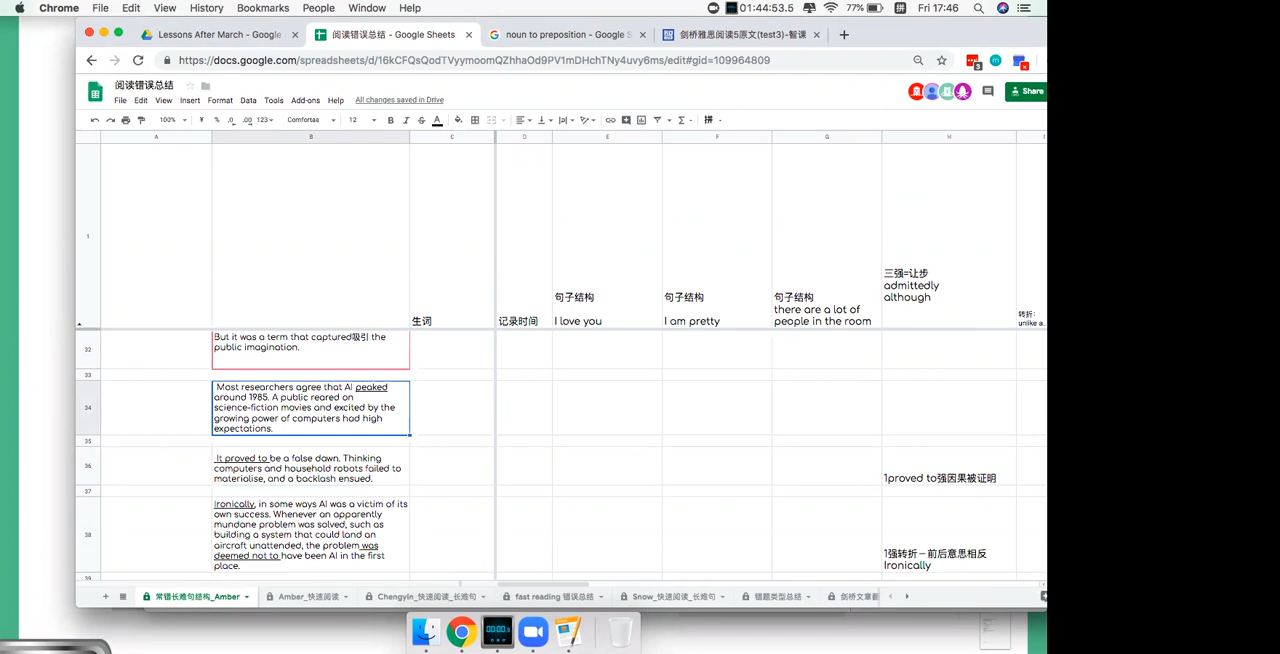 Chrome File Edit View History Bookmarks People Window Help 01:44:53.5 77% 拼 Fri 17:46
Lessons After March - Google 阅读错误总结 - Google Sheets noun to preposition - Google S 剑桥雅思阅读5原文(test3)-智课
https://docs.google.com/spreadsheets/d/16kCFQsQodTVyymoomQZhhaOd9PV1mDHchTNy4uvy6ms/edit#gid=109964809
阅读错误总结
File Edit View Insert Format Data Tools Add-ons Help All changes saved in Drive
Share
100% ¥ % .0 .00 123 Comfortaa 12 B I S A
A B C D E F G H I
1
三强=让步
admittedly
although
句子结构
I love you
句子结构
I am pretty
句子结构
there are a lot of
people in the room
生词
记录时间
转折:
unlike a..
32
But it was a term that captured吸引 the
public imagination.
33
34
Most researchers agree that AI peaked
around 1985. A public reared on
science-fiction movies and excited by the
growing power of computers had high
expectations.
35
36
It proved to be a false dawn. Thinking
computers and household robots failed to
materialise, and a backlash ensued.
1proved to强因果被证明
37
38
Ironically, in some ways AI was a victim of its
own success. Whenever an apparently
mundane problem was solved, such as
building a system that could land an
aircraft unattended, the problem was
deemed not to have been AI in the first
place.
1强转折－前后意思相反
Ironically
39
常错长难句结构_Amber Amber_快速阅读 Chengyin_快速阅读_长难句 fast reading 错误总结 Snow_快速阅读_长难句 错题类型总结 剑桥文章翻